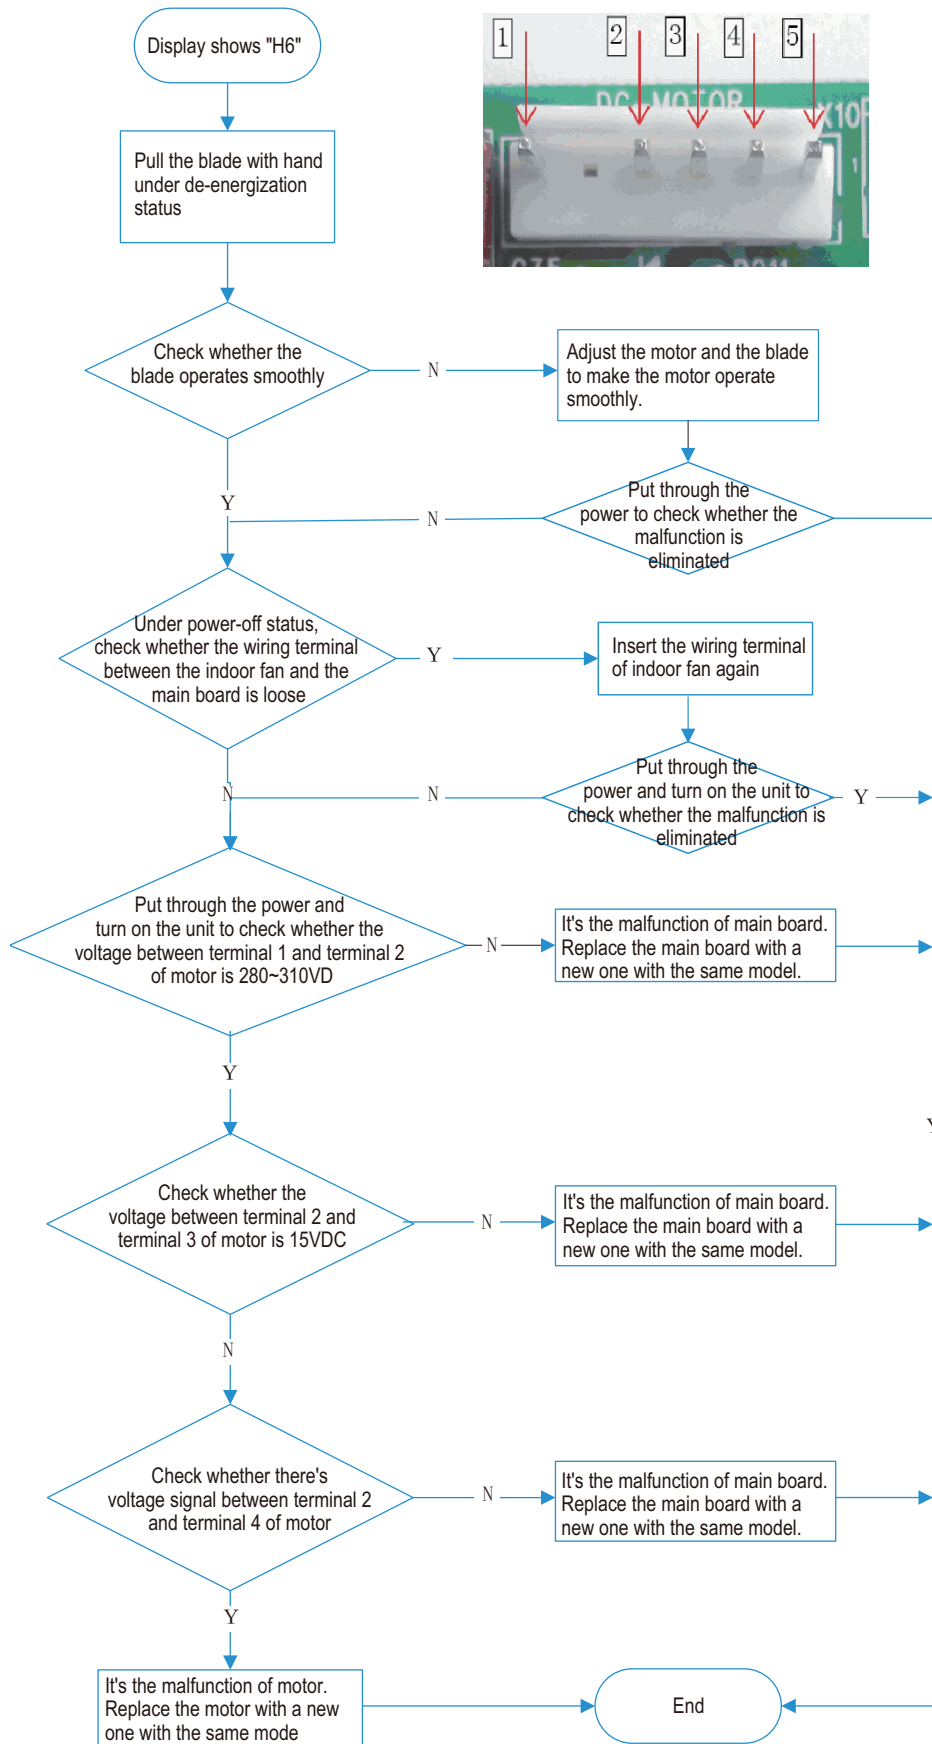 Display shows "H6"
1
2
3
4
5
DC MOTOR
X10
1
Pull the blade with hand
under de-energization
status
Check whether the
blade operates smoothly
N
Adjust the motor and the blade
to make the motor operate
smoothly.
Y
N
Put through the
power to check whether the
malfunction is
eliminated
Under power-off status,
check whether the wiring terminal
between the indoor fan and the
main board is loose
Y
Insert the wiring terminal
of indoor fan again
N
N
Put through the
power and turn on the unit to
check whether the malfunction is
eliminated
Y
Put through the power and
turn on the unit to check whether the
voltage between terminal 1 and terminal 2
of motor is 280~310VD
N
It's the malfunction of main board.
Replace the main board with a
new one with the same model.
Y
Y
Check whether the
voltage between terminal 2 and
terminal 3 of motor is 15VDC
N
It's the malfunction of main board.
Replace the main board with a
new one with the same model.
N
Check whether there's
voltage signal between terminal 2
and terminal 4 of motor
N
It's the malfunction of main board.
Replace the main board with a
new one with the same model.
Y
It's the malfunction of motor.
Replace the motor with a new
one with the same mode
End